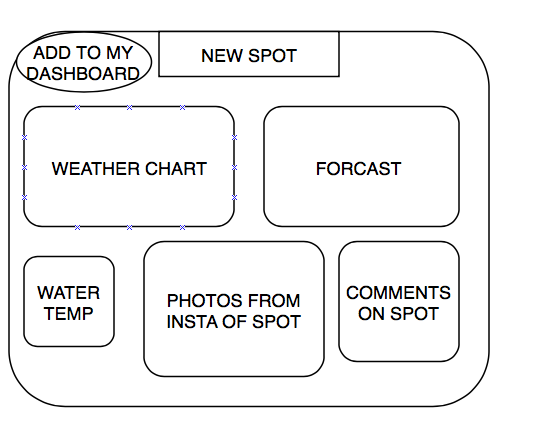 ADD TO MY
DASHBOARD
NEW SPOT
WEATHER CHART
FORCAST
WATER
TEMP
PHOTOS FROM
INSTA OF SPOT
COMMENTS
ON SPOT